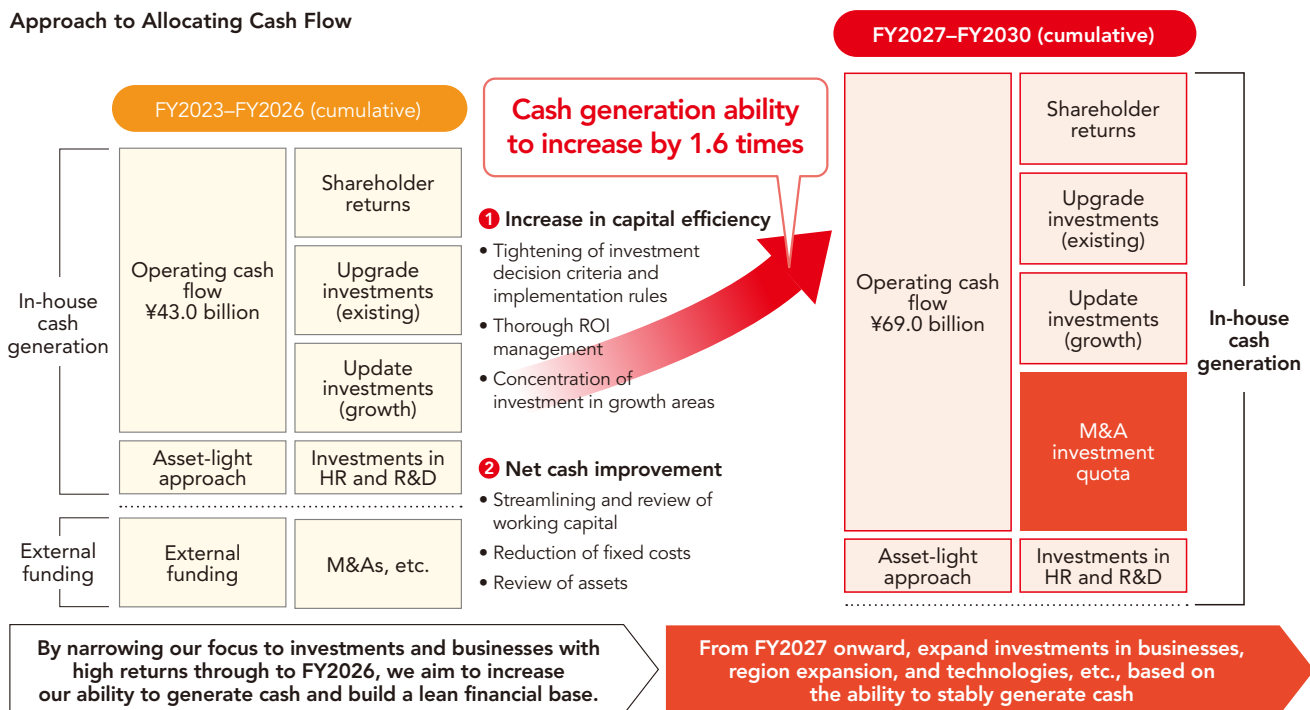 Approach to Allocating Cash Flow
FY2023–FY2026 (cumulative)
In-house
cash
generation
Operating cash
flow
¥43.0 billion
Shareholder
returns
Upgrade
investments
(existing)
Update
investments
(growth)
Asset-light
approach
Investments in
HR and R&D
External
funding
External
funding
M&As, etc.
Cash generation ability
to increase by 1.6 times
1 Increase in capital efficiency
• Tightening of investment
decision criteria and
implementation rules
• Thorough ROI
management
• Concentration of
investment in growth areas
2 Net cash improvement
• Streamlining and review of
working capital
• Reduction of fixed costs
• Review of assets
FY2027–FY2030 (cumulative)
Operating cash
flow
¥69.0 billion
Shareholder
returns
Upgrade
investments
(existing)
Update
investments
(growth)
M&A
investment
quota
Asset-light
approach
Investments in
HR and R&D
In-house
cash
generation
By narrowing our focus to investments and businesses with
high returns through to FY2026, we aim to increase
our ability to generate cash and build a lean financial base.
From FY2027 onward, expand investments in businesses,
region expansion, and technologies, etc., based on
the ability to stably generate cash